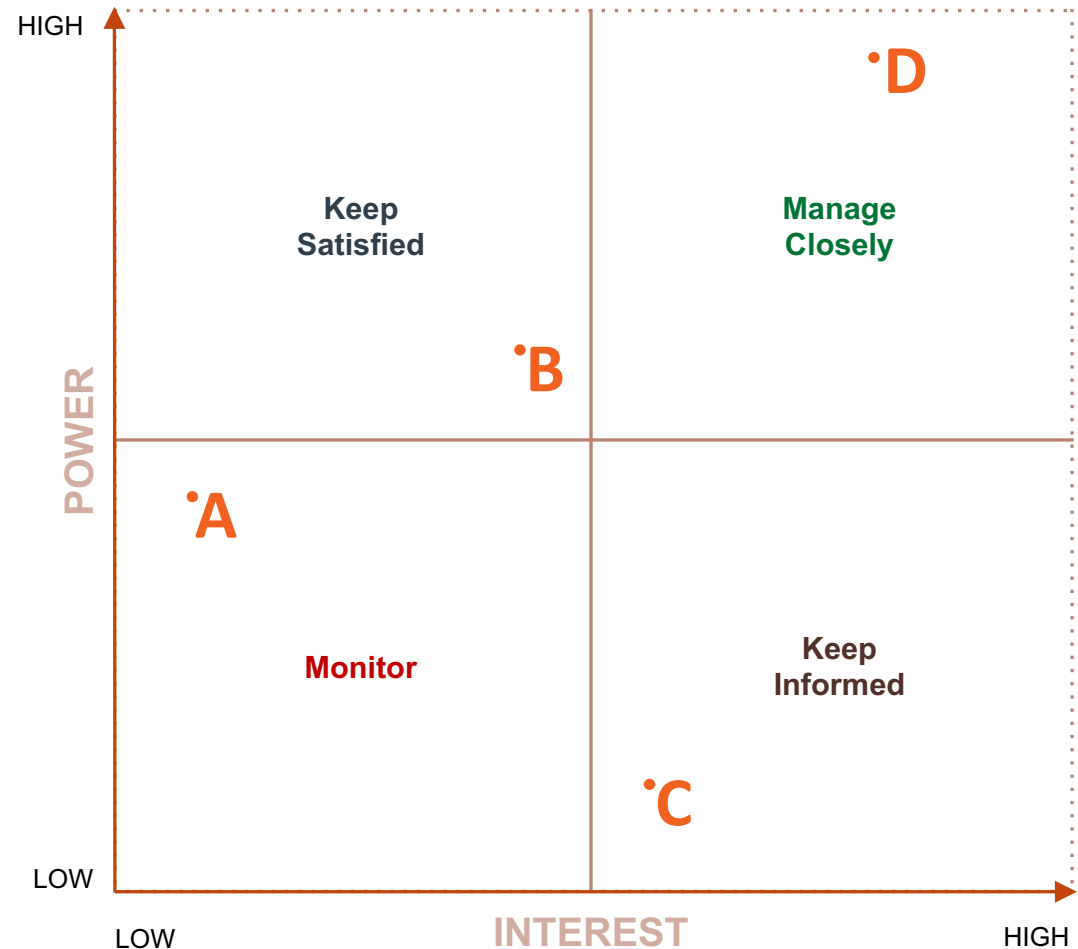 HIGH
D
Keep
Satisfied
Manage
Closely
B
POWER
A
Monitor
Keep
Informed
C
LOW
LOW
INTEREST
HIGH